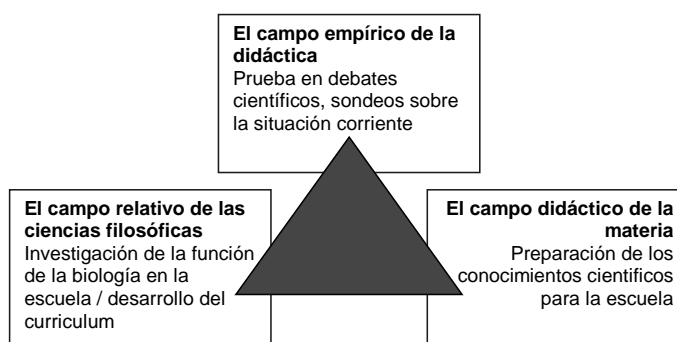 El campo empírico de la
didáctica
Prueba en debates
científicos, sondeos sobre
la situación corriente
El campo relativo de las
ciencias filosóficas
Investigación de la función
de la biología en la
escuela / desarrollo del
curriculum
El campo didáctico de la
materia
Preparación de los
conocimientos cientificos
para la escuela